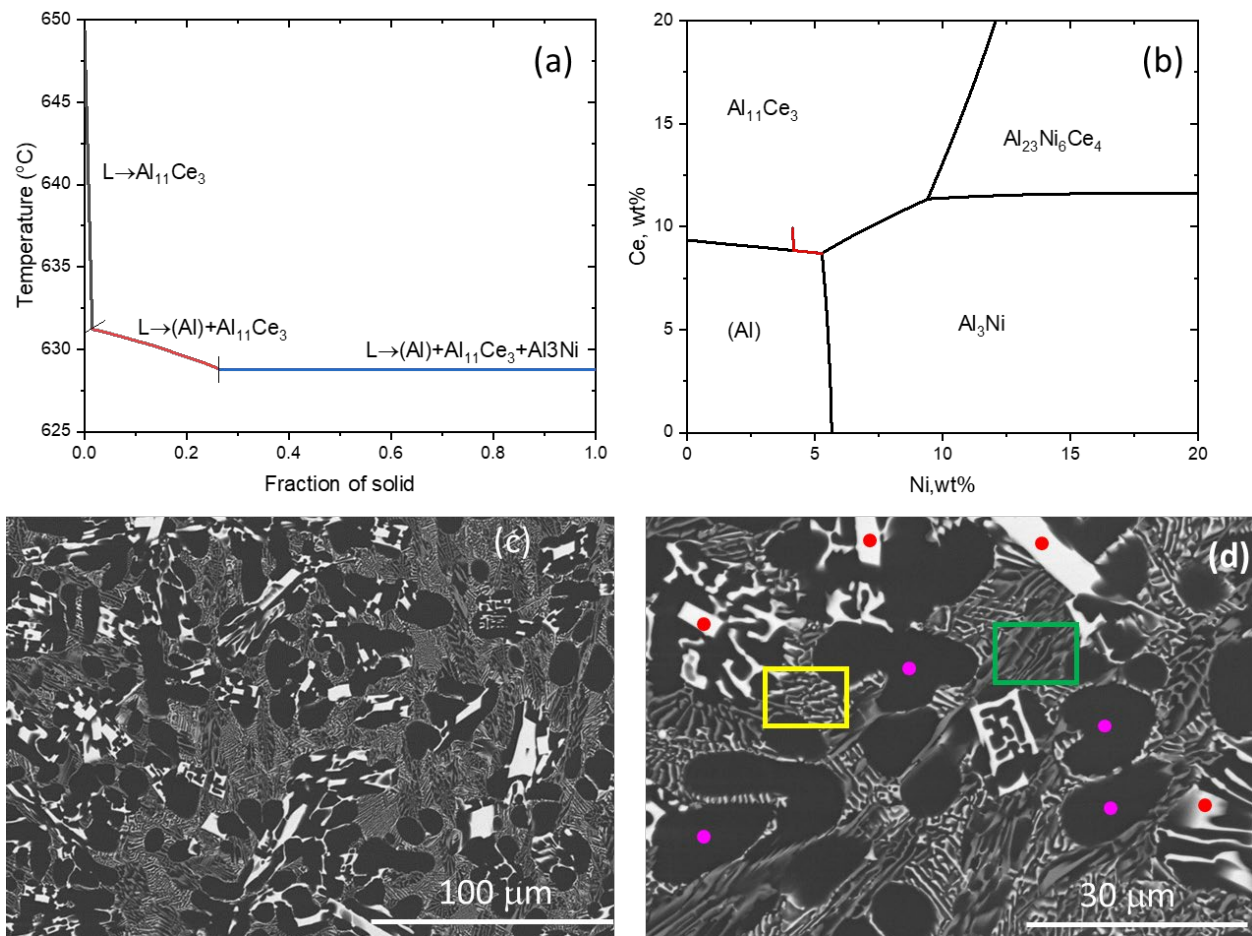 650
645
640
635
630
625
Temperature (°C)
(a)
L→Al₁₁Ce₃
L→(Al)+Al₁₁Ce₃
L→(Al)+Al₁₁Ce₃+Al3Ni
0.0 0.2 0.4 0.6 0.8 1.0
Fraction of solid
20
15
10
5
0
Ce, wt%
(b)
Al₁₁Ce₃
Al₂₃Ni₆Ce₄
(Al)
Al₃Ni
0 5 10 15 20
Ni,wt%
(c)
100 μm
(d)
30 μm